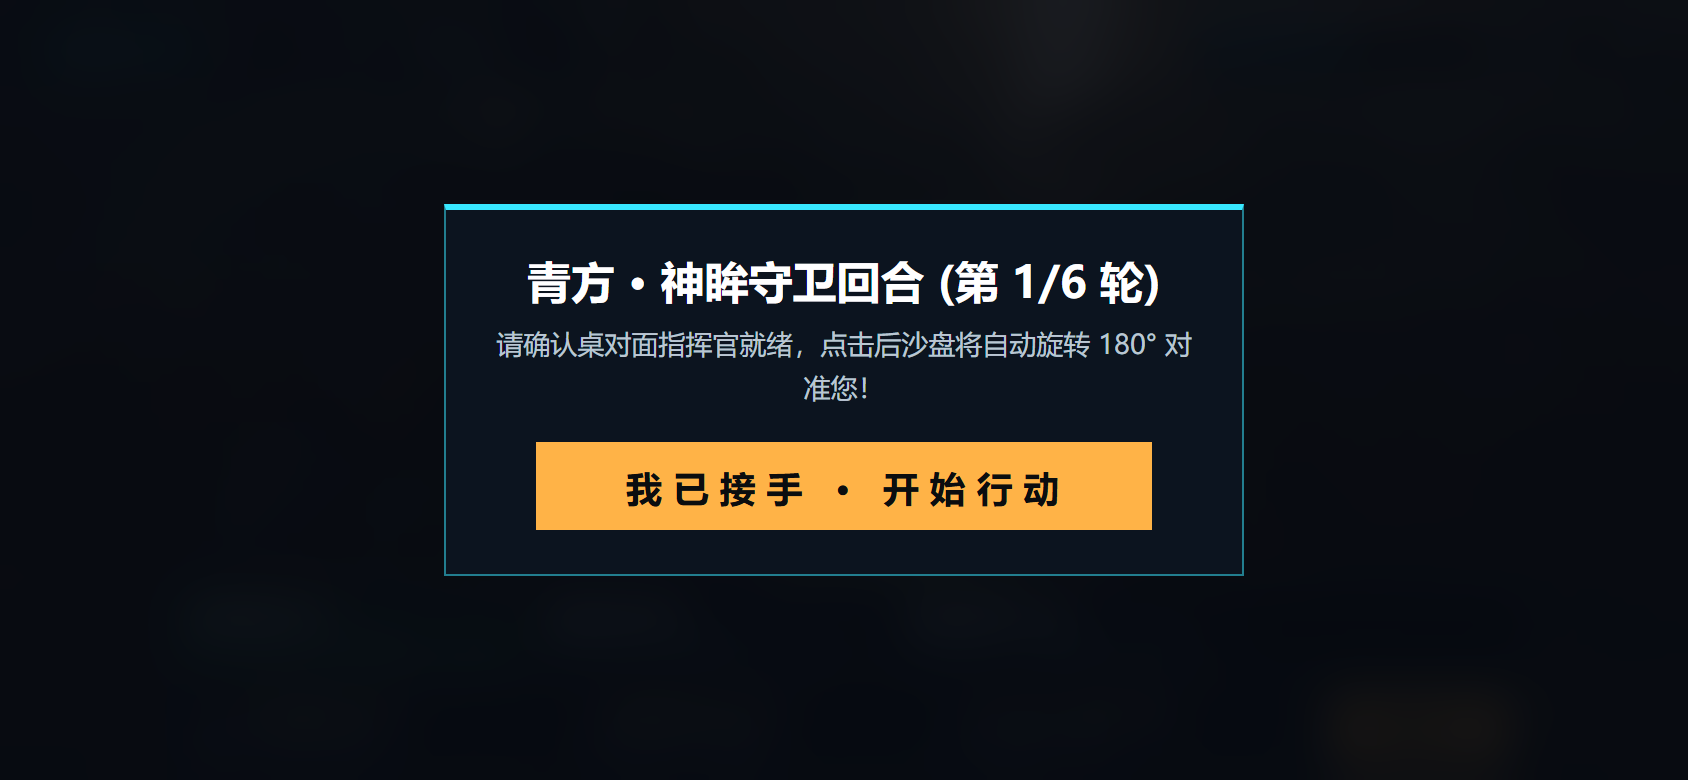 青方 • 神眸守卫回合 (第 1/6 轮)
请确认桌对面指挥官就绪，点击后沙盘将自动旋转 180° 对
准您！
我已接手 • 开始行动